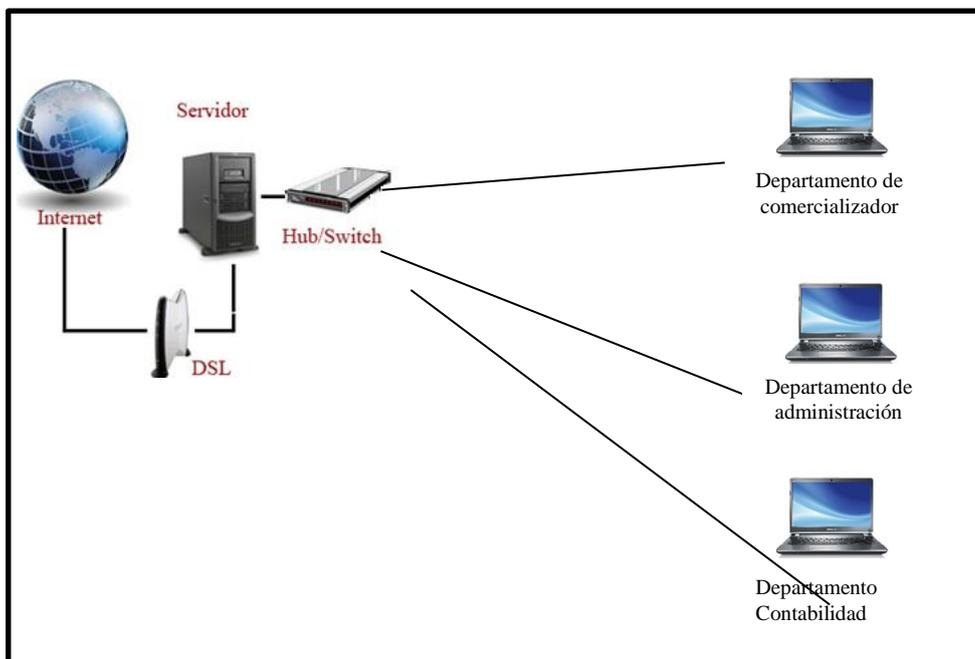 Servidor
Internet
Hub/Switch
DSL
Departamento de
comercializador
Departamento de
administración
Departamento
Contabilidad